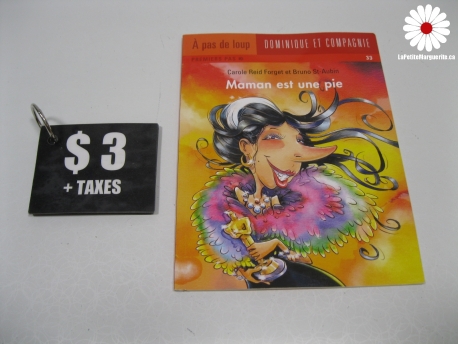 LaPetiteMarguerite.ca
À pas de loup
DOMINIQUE ET COMPAGNIE
33
Carole Reid Forget et Bruno St-Aubin
Maman est une pie
$ 3
+ TAXES